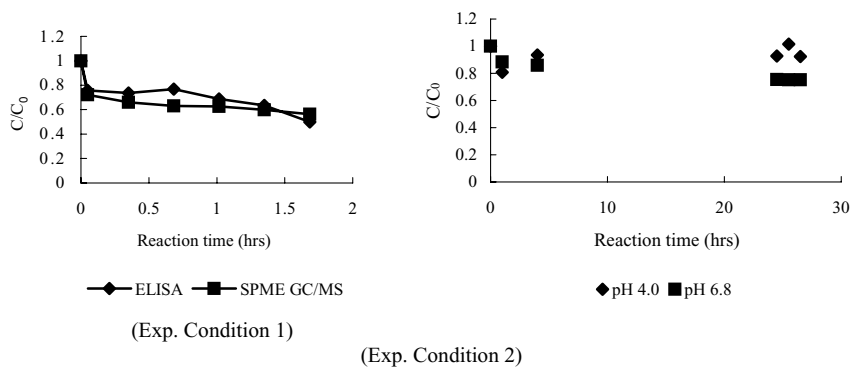 1.2
1
0.8
0.6
0.4
0.2
0
C/C0
0 0.5 1 1.5 2
Reaction time (hrs)
ELISA SPME GC/MS
(Exp. Condition 1)
1.2
1
0.8
0.6
0.4
0.2
0
C/C0
0 10 20 30
Reaction time (hrs)
pH 4.0 pH 6.8
(Exp. Condition 2)